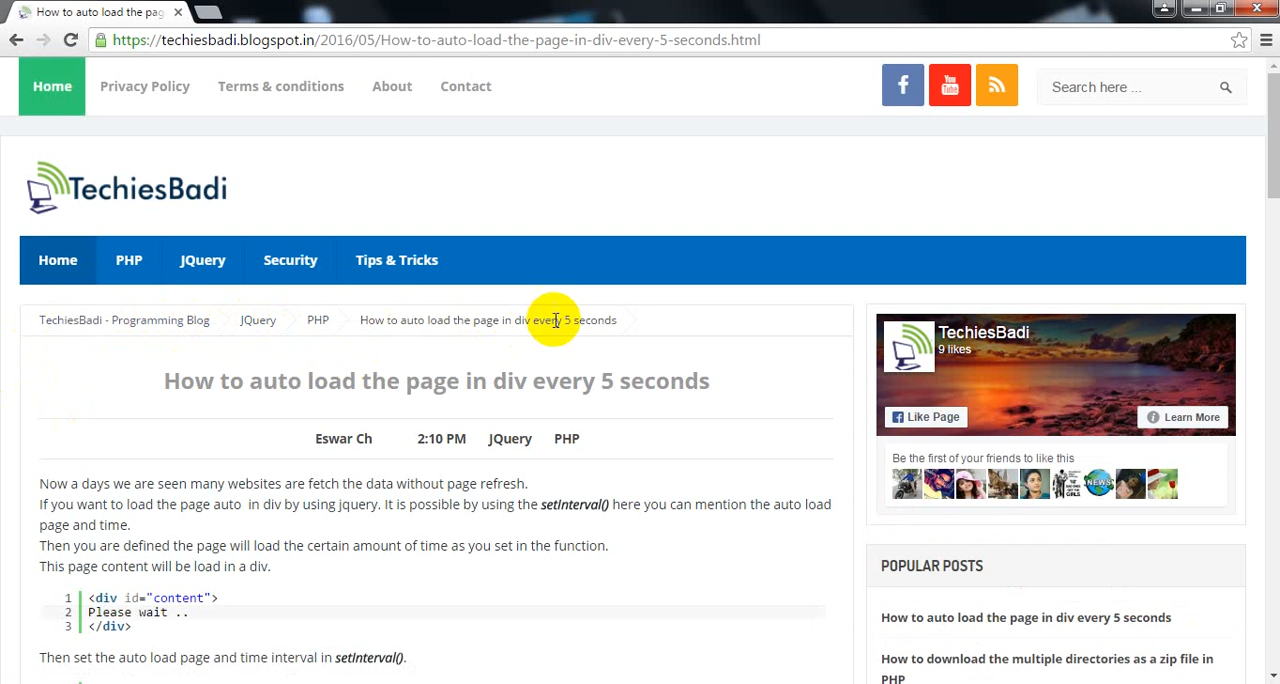 How to auto load the pag
https://techiesbadi.blogspot.in/2016/05/How-to-auto-load-the-page-in-div-every-5-seconds.html
Home Privacy Policy Terms & conditions About Contact
Search here ...
TechiesBadi
Home PHP JQuery Security Tips & Tricks
TechiesBadi - Programming Blog JQuery PHP How to auto load the page in div every 5 seconds
How to auto load the page in div every 5 seconds
Eswar Ch 2:10 PM JQuery PHP
Now a days we are seen many websites are fetch the data without page refresh.
If you want to load the page auto in div by using jquery. It is possible by using the setInterval() here you can mention the auto load
page and time.
Then you are defined the page will load the certain amount of time as you set in the function.
This page content will be load in a div.
1 <div id="content">
2 Please wait ..
3 </div>
Then set the auto load page and time interval in setInterval().
TechiesBadi
9 likes
Like Page
Learn More
Be the first of your friends to like this
NEWS
POPULAR POSTS
How to auto load the page in div every 5 seconds
How to download the multiple directories as a zip file in
PHP